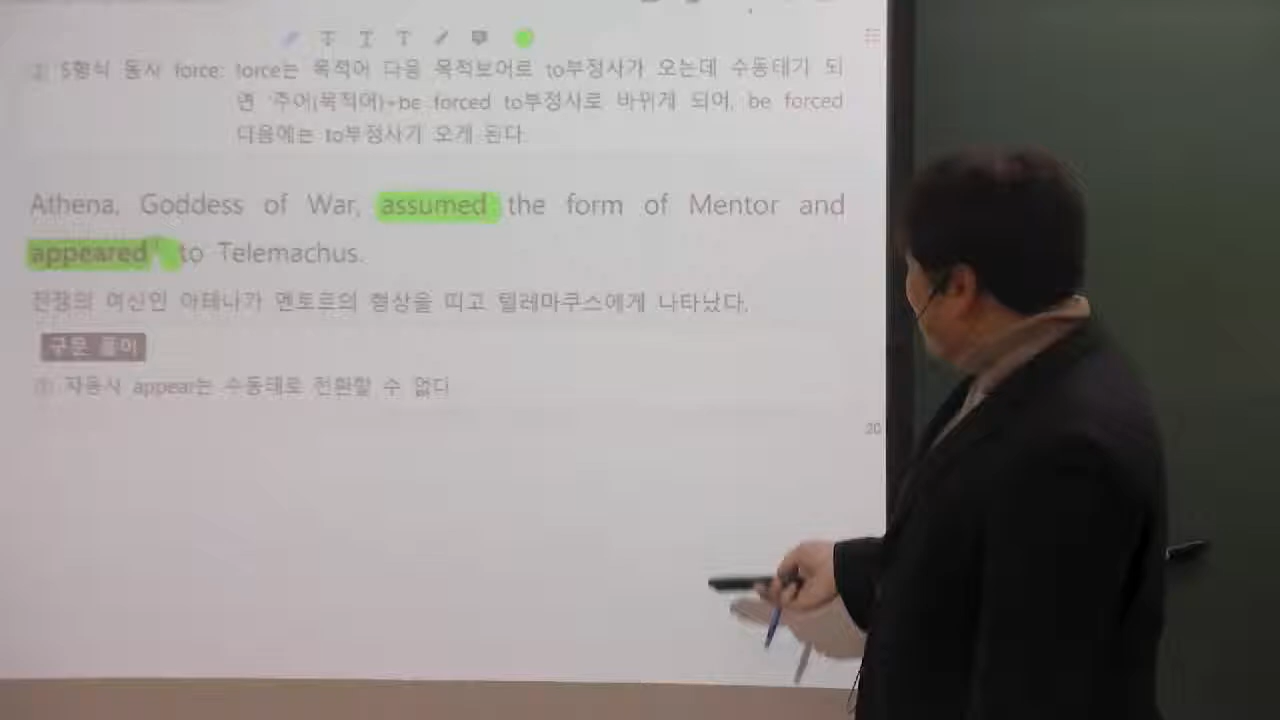 ② 5형식 동사 force: force는 목적어 다음 목적보어로 to부정사가 오는데 수동태가 되
면 '주어(목적어)+be forced to부정사로 바뀌게 되어, be forced
다음에는 to부정사가 오게 된다.
Athena, Goddess of War, assumed the form of Mentor and
appeared¹⁾ to Telemachus.
전쟁의 여신인 아테나가 멘토르의 형상을 띠고 텔레마쿠스에게 나타났다.
구문 풀이
① 자동사 appear는 수동태로 전환할 수 없다
20